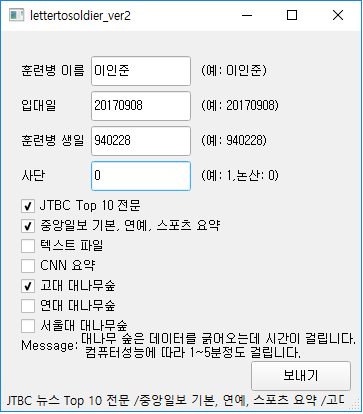 lettertosoldier_ver2
훈련병 이름 이인준 (예: 이인준)
입대일 20170908 (예: 20170908)
훈련병 생일 940228 (예: 940228)
사단 0 (예: 1,논산: 0)
JTBC Top 10 전문
중앙일보 기본, 연예, 스포츠 요약
텍스트 파일
CNN 요약
고대 대나무숲
연대 대나무숲
서울대 대나무숲
Message: 대나무 숲은 데이터를 긁어오는데 시간이 걸립니다.
컴퓨터성능에 따라 1~5분정도 걸립니다.
보내기
JTBC 뉴스 Top 10 전문 /중앙일보 기본, 연예, 스포츠 요약 /고대